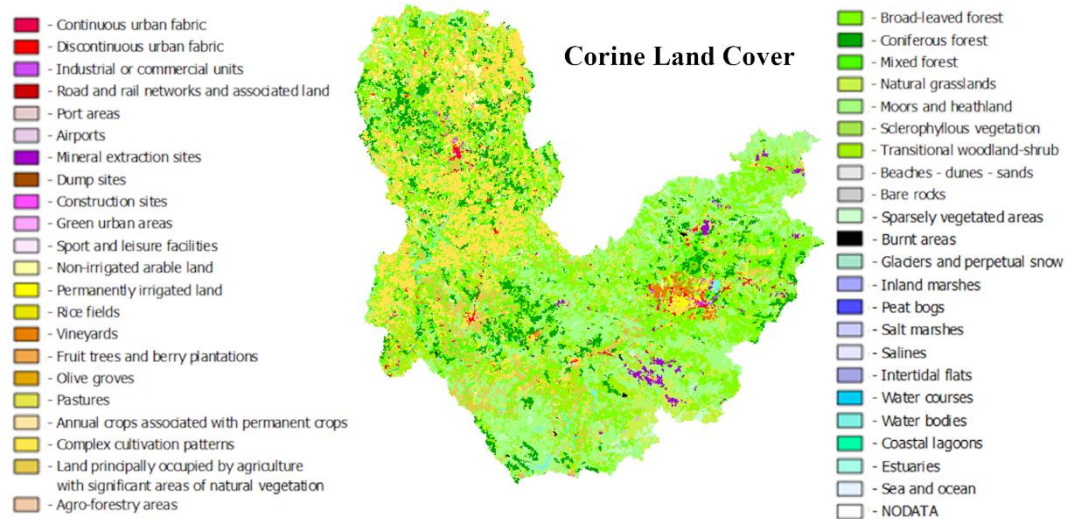 Corine Land Cover
- Continuous urban fabric
- Discontinuous urban fabric
- Industrial or commercial units
- Road and rail networks and associated land
- Port areas
- Airports
- Mineral extraction sites
- Dump sites
- Construction sites
- Green urban areas
- Sport and leisure facilities
- Non-irrigated arable land
- Permanently irrigated land
- Rice fields
- Vineyards
- Fruit trees and berry plantations
- Olive groves
- Pastures
- Annual crops associated with permanent crops
- Complex cultivation patterns
- Land principally occupied by agriculture
with significant areas of natural vegetation
- Agro-forestry areas
- Broad-leaved forest
- Coniferous forest
- Mixed forest
- Natural grasslands
- Moors and heathland
- Sclerophyllous vegetation
- Transitional woodland-shrub
- Beaches - dunes - sands
- Bare rocks
- Sparsely vegetated areas
- Burnt areas
- Glaciers and perpetual snow
- Inland marshes
- Peat bogs
- Salt marshes
- Salines
- Intertidal flats
- Water courses
- Water bodies
- Coastal lagoons
- Estuaries
- Sea and ocean
- NODATA